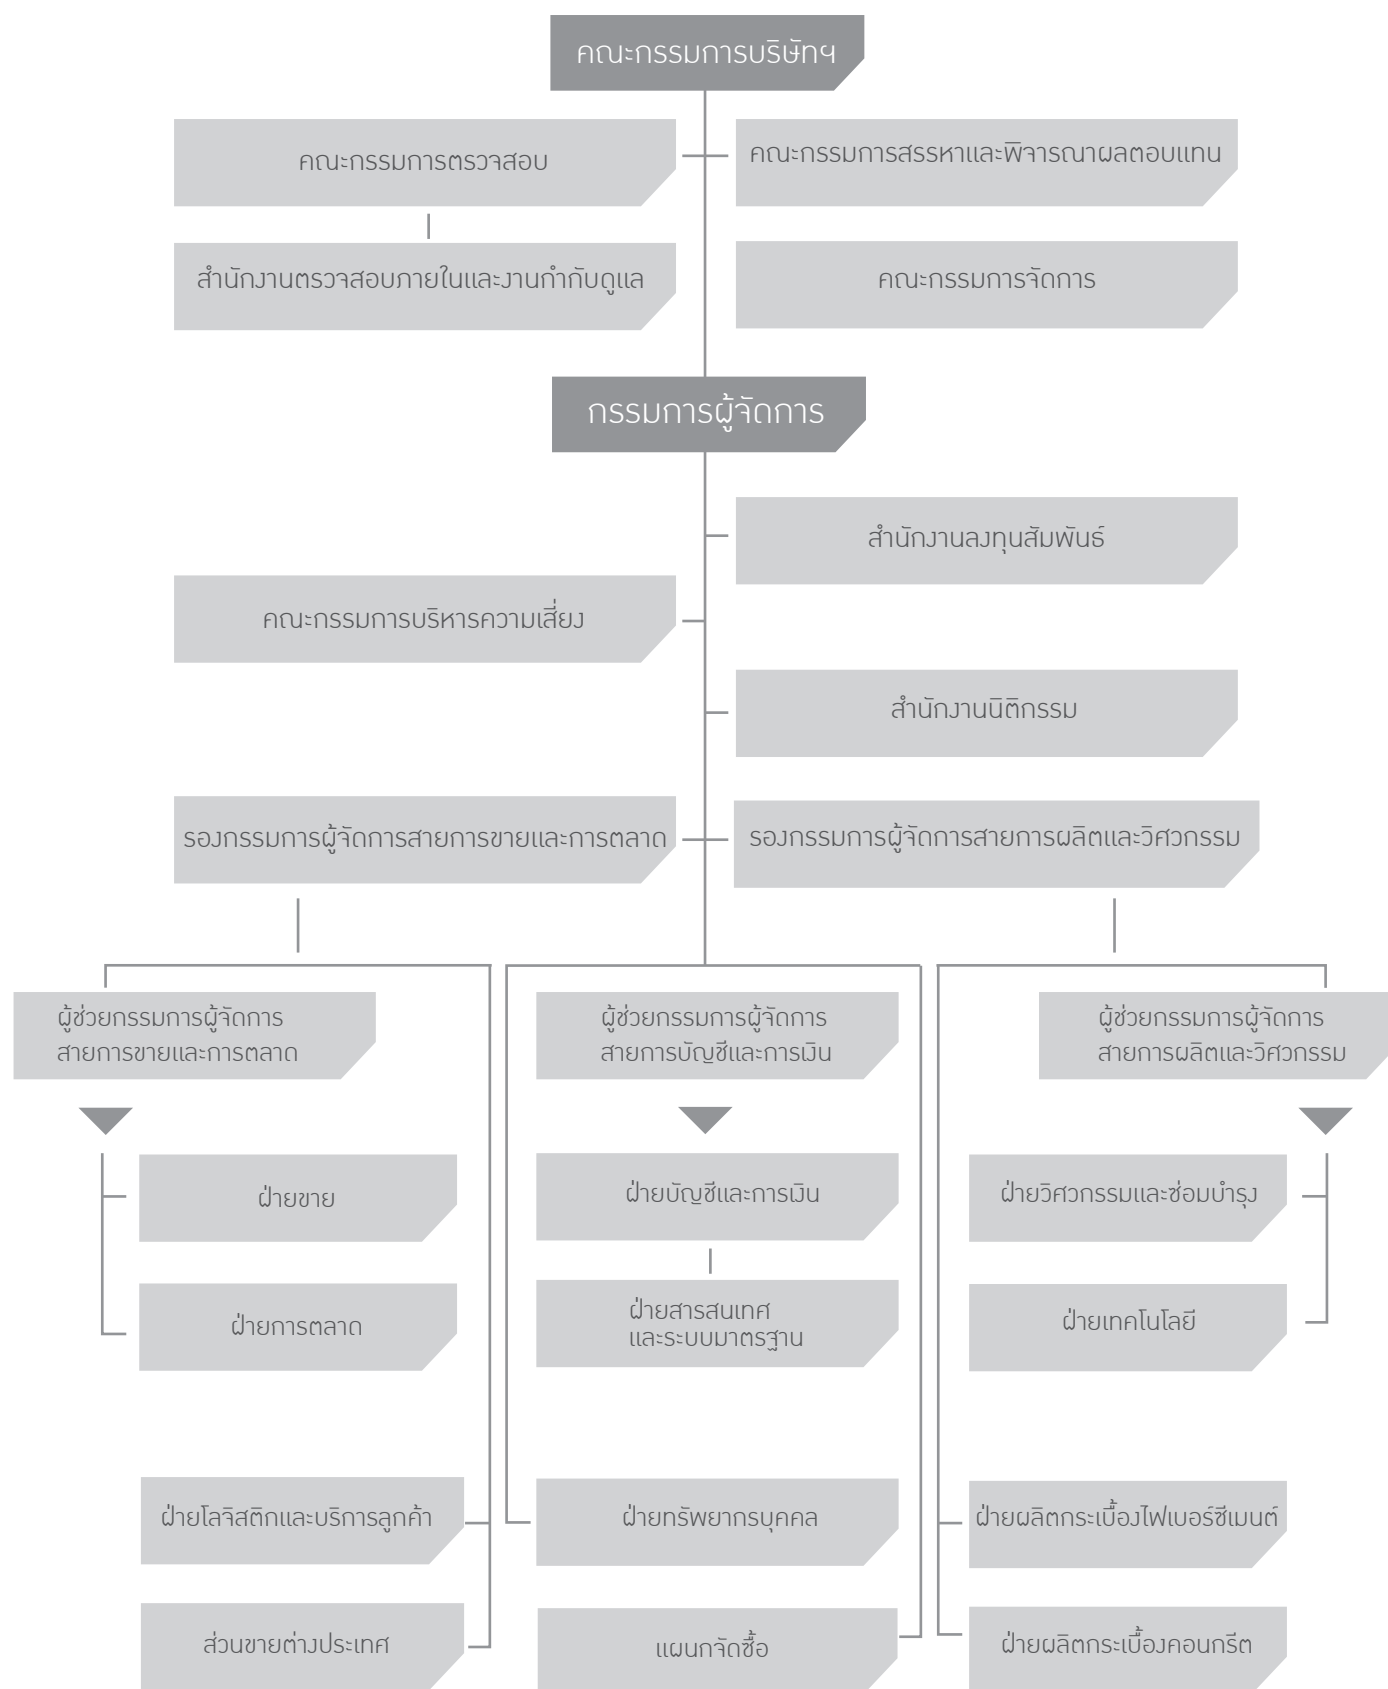 คณะกรรมการบริษัทฯ
คณะกรรมการตรวจสอบ
คณะกรรมการสรรหาและพิจารณาผลตอบแทน
สำนักงานตรวจสอบภายในและงานกำกับดูแล
คณะกรรมการจัดการ
กรรมการผู้จัดการ
สำนักงานลงทุนสัมพันธ์
คณะกรรมการบริหารความเสี่ยง
สำนักงานนิติกรรม
รองกรรมการผู้จัดการสายการขายและการตลาด
รองกรรมการผู้จัดการสายการผลิตและวิศวกรรม
ผู้ช่วยกรรมการผู้จัดการ
สายการขายและการตลาด
ผู้ช่วยกรรมการผู้จัดการ
สายการบัญชีและการเงิน
ผู้ช่วยกรรมการผู้จัดการ
สายการผลิตและวิศวกรรม
ฝ่ายขาย
ฝ่ายบัญชีและการเงิน
ฝ่ายวิศวกรรมและซ่อมบำรุง
ฝ่ายการตลาด
ฝ่ายสารสนเทศ
และระบบมาตรฐาน
ฝ่ายเทคโนโลยี
ฝ่ายโลจิสติกและบริการลูกค้า
ฝ่ายทรัพยากรบุคคล
ฝ่ายผลิตกระเบื้องไฟเบอร์ซีเมนต์
ส่วนขายต่างประเทศ
แผนกจัดซื้อ
ฝ่ายผลิตกระเบื้องคอนกรีต